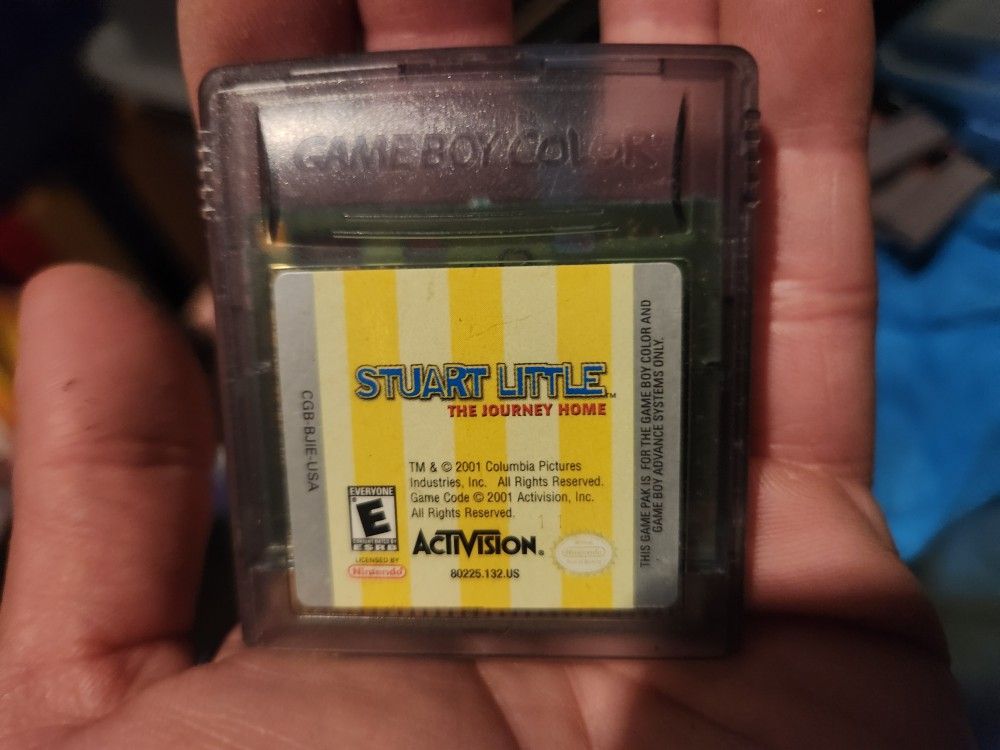 GAME BOY COLOR
STUART LITTLE™
THE JOURNEY HOME
TM & © 2001 Columbia Pictures
Industries, Inc. All Rights Reserved.
Game Code © 2001 Activision, Inc.
All Rights Reserved.
EVERYONE
E
ESRB
LICENSED BY
Nintendo
ACTIVISION®
80225.132.US
Nintendo
CGB-BJIE-USA
THIS GAME PAK IS FOR THE GAME BOY COLOR AND
GAME BOY ADVANCE SYSTEMS ONLY.